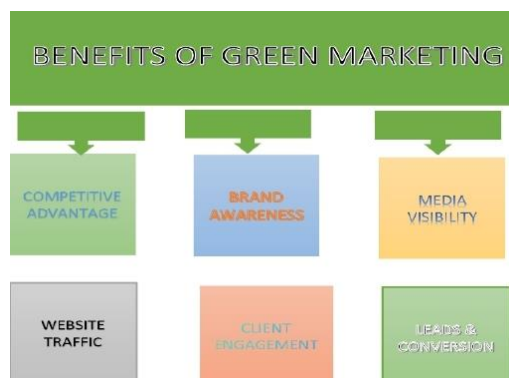 BENEFITS OF GREEN MARKETING
COMPETITIVE
ADVANTAGE
BRAND
AWARENESS
MEDIA
VISIBILITY
WEBSITE
TRAFFIC
CLIENT
ENGAGEMENT
LEADS &
CONVERSION